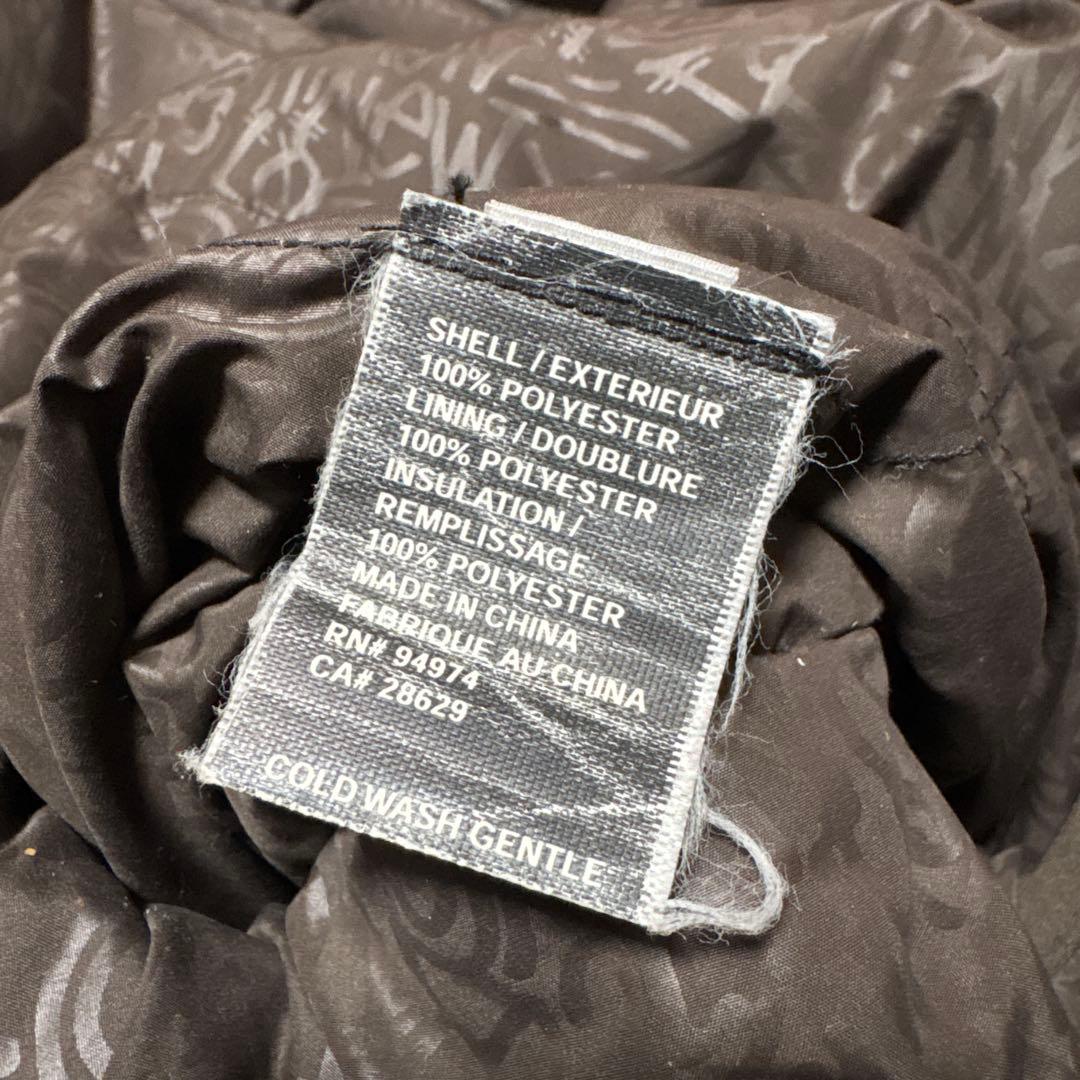 SHELL / EXTERIEUR
100% POLYESTER
LINING / DOUBLURE
100% POLYESTER
INSULATION /
REMPLISSAGE
100% POLYESTER
MADE IN CHINA
FABRIQUE AU CHINA
RN# 94974
CA# 28629
COLD WASH GENTLE